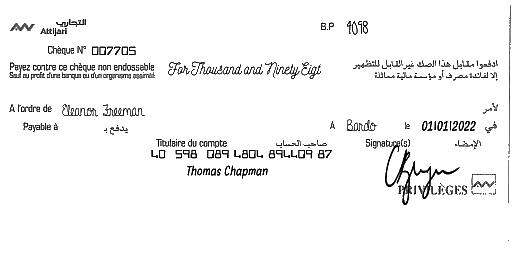 التجاري
Attijari
B.P 4098
Chèque N° 007705
Payez contre ce chèque non endossable
Sauf au profit d'une banque ou d'un organisme assimilé
For Thousand and Ninety Eigt
ادفعوا مقابل هذا الصك غير القابل للتظهير
إلا لفائدة مصرف أو مؤسسة مالية مماثلة
A l'ordre de Eleanor Freeman لأمر
Payable à يدفع بـ
A Bardo le 01/01/2022 في
Titulaire du compte صاحب الحساب
Signature(s) الإمضاء
40 598 089 4804 894409 87
Thomas Chapman
PRIVILÈGES